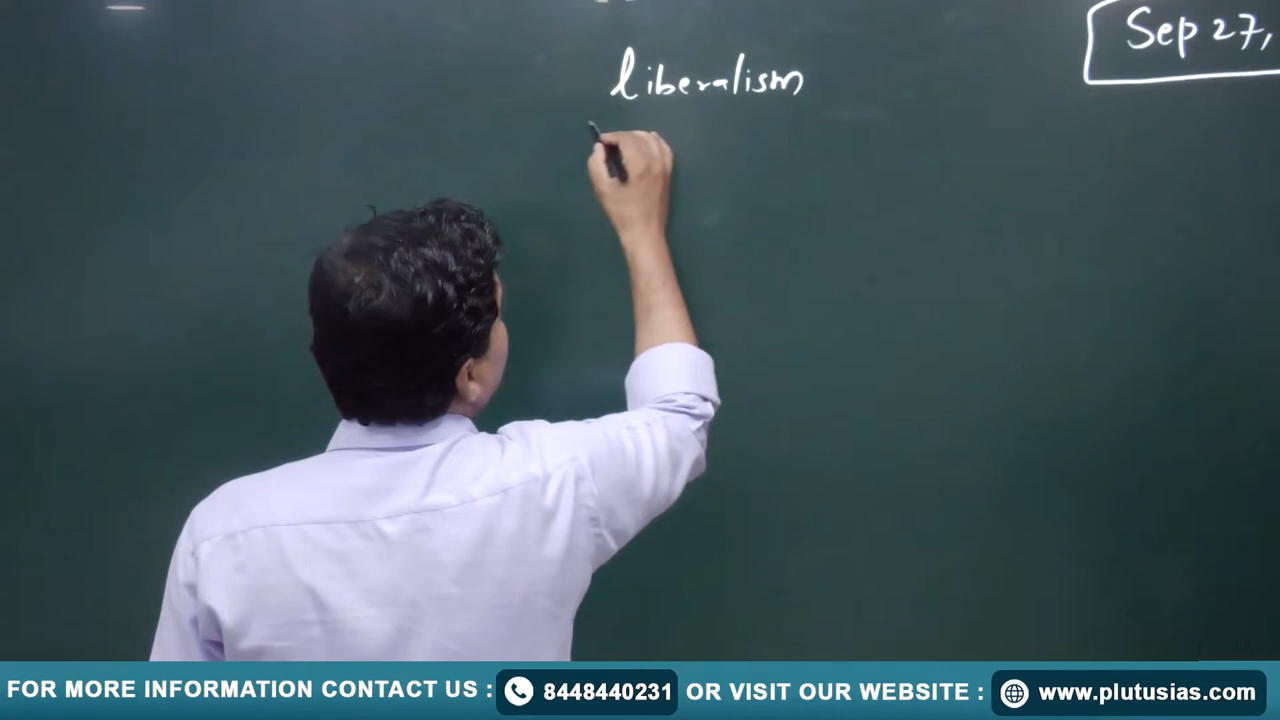 Sep 27,
liberalism
FOR MORE INFORMATION CONTACT US : 8448440231 OR VISIT OUR WEBSITE : www.plutusias.com